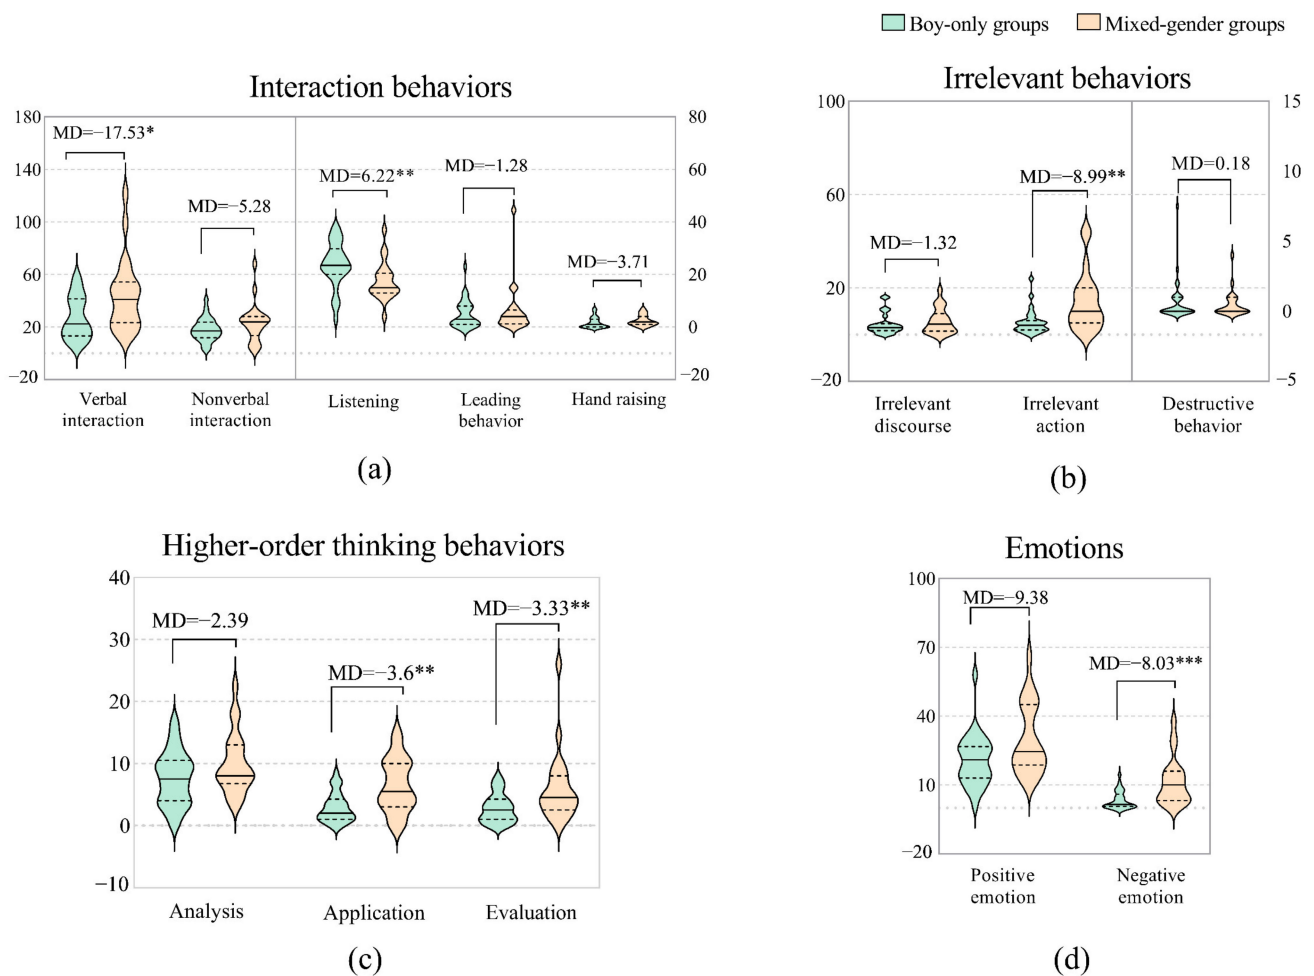 Boy-only groups Mixed-gender groups
Interaction behaviors
180
140
100
60
20
−20
80
60
40
20
0
−20
MD=−17.53*
MD=−5.28
MD=6.22**
MD=−1.28
MD=−3.71
Verbal
interaction
Nonverbal
interaction
Listening
Leading
behavior
Hand raising
(a)
Irrelevant behaviors
100
60
20
−20
15
10
5
0
−5
MD=−1.32
MD=−8.99**
MD=0.18
Irrelevant
discourse
Irrelevant
action
Destructive
behavior
(b)
Higher-order thinking behaviors
40
30
20
10
0
−10
MD=−2.39
MD=−3.6**
MD=−3.33**
Analysis
Application
Evaluation
(c)
Emotions
100
70
40
10
−20
MD=−9.38
MD=−8.03***
Positive
emotion
Negative
emotion
(d)